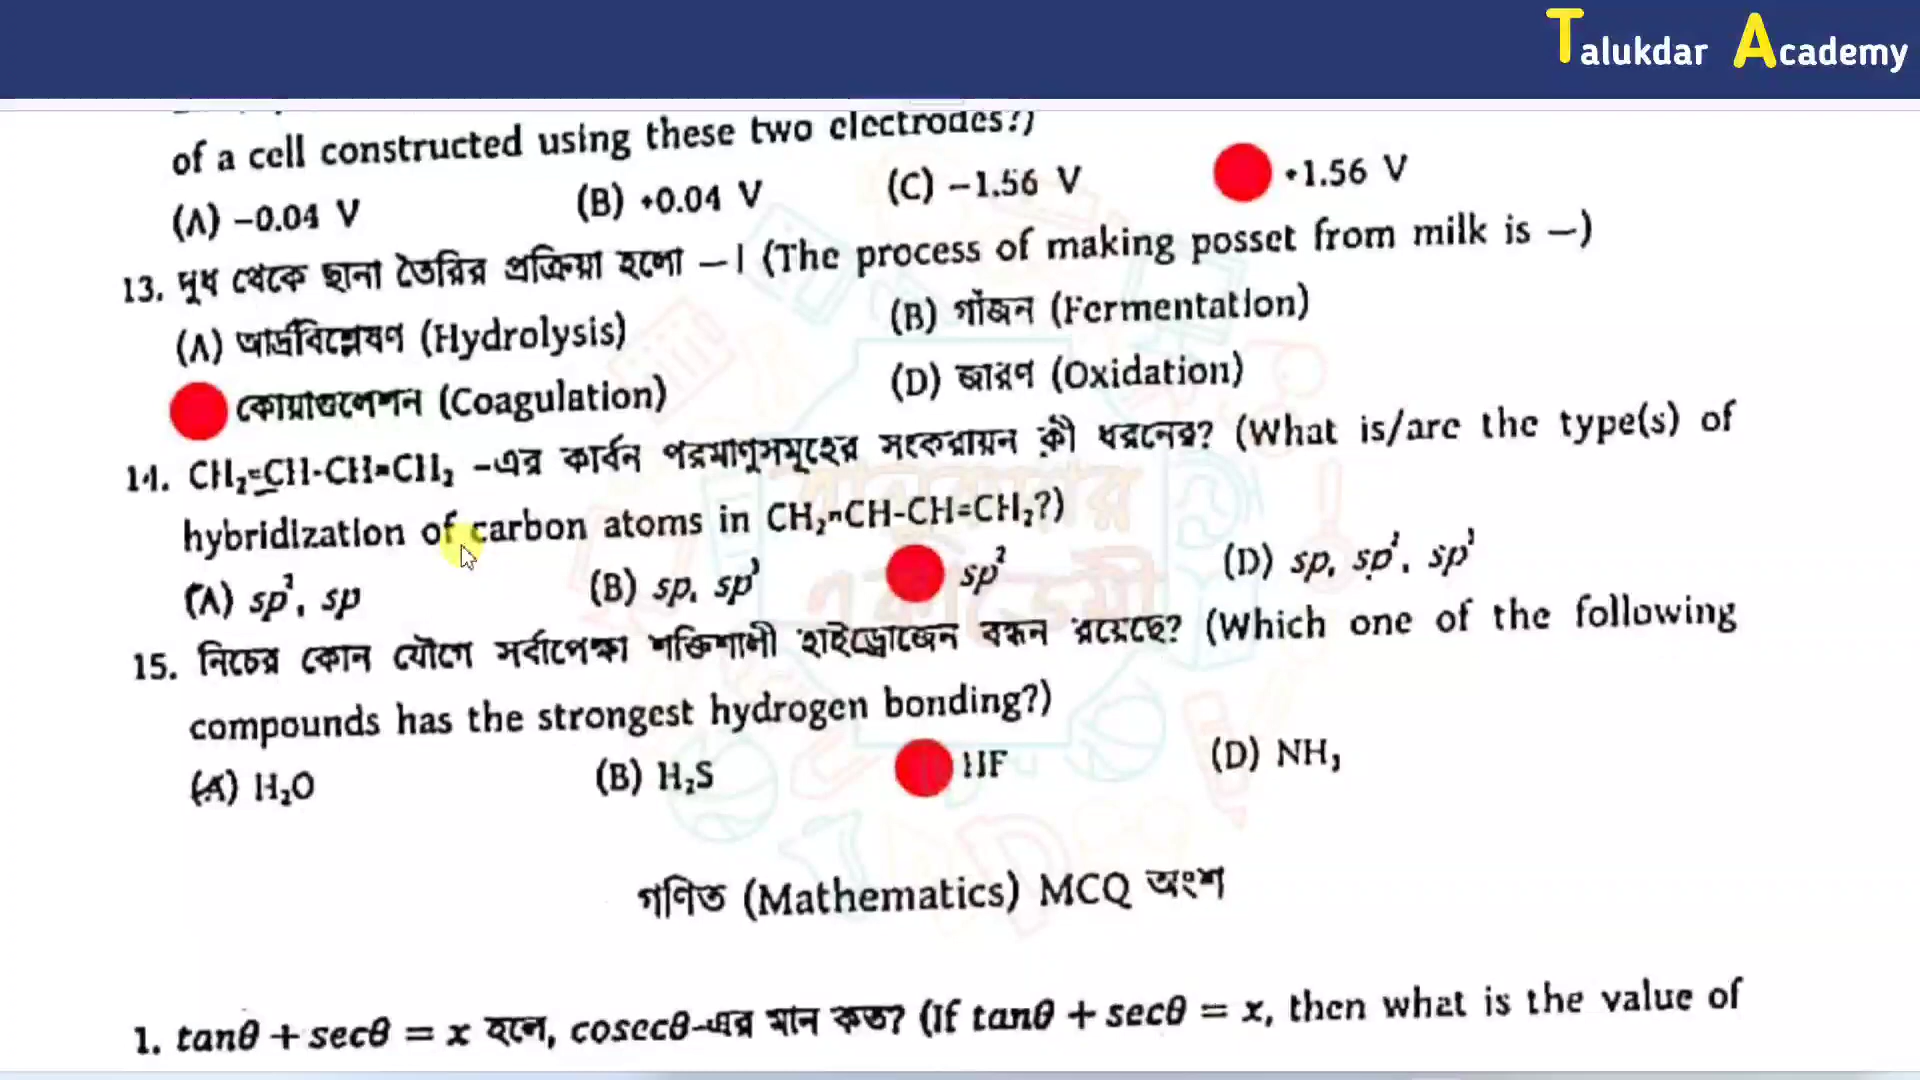 Talukdar Academy
of a cell constructed using these two electrodes?)
(A) −0.04 V (B) +0.04 V (C) −1.56 V +1.56 V
13. দুধ থেকে ছানা তৈরির প্রক্রিয়া হলো −। (The process of making posset from milk is −)
(A) আর্দ্রবিশ্লেষণ (Hydrolysis) (B) গাঁজন (Fermentation)
কোয়াগুলেশন (Coagulation) (D) জারণ (Oxidation)
14. CH₂=CH-CH=CH₂ -এর কার্বন পরমাণুসমূহের সংকরায়ন কী ধরনের? (What is/are the type(s) of
hybridization of carbon atoms in CH₂=CH-CH=CH₂?)
(A) sp², sp (B) sp, sp³ sp² (D) sp, sp², sp³
15. নিচের কোন যৌগে সর্বাপেক্ষা শক্তিশালী হাইড্রোজেন বন্ধন রয়েছে? (Which one of the following
compounds has the strongest hydrogen bonding?)
(A) H₂O (B) H₂S HF (D) NH₃
গণিত (Mathematics) MCQ অংশ
1. tanθ + secθ = x হলে, cosecθ-এর মান কত? (If tanθ + secθ = x, then what is the value of